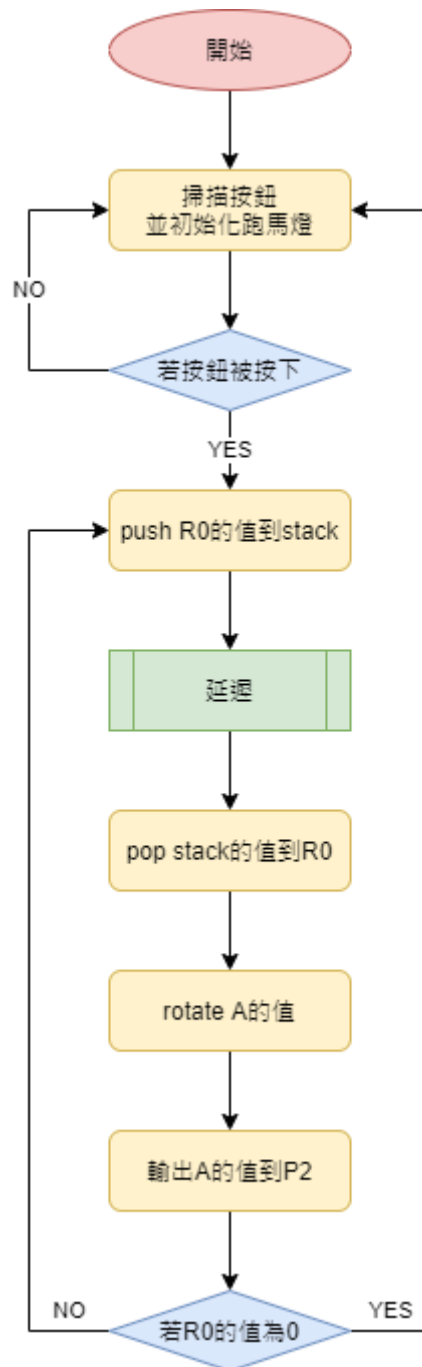 開始
掃描按鈕
並初始化跑馬燈
NO
若按鈕被按下
YES
push R0的值到stack
延遲
pop stack的值到R0
rotate A的值
輸出A的值到P2
NO
若R0的值為0
YES